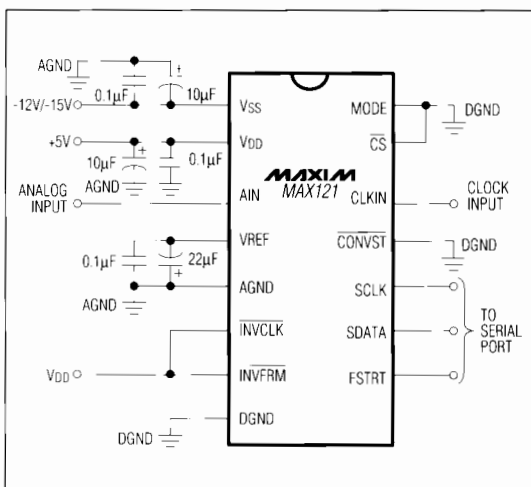 AGND
0.1µF
10µF
-12V/-15V
+5V
10µF
0.1µF
AGND
ANALOG
INPUT
0.1µF
22µF
AGND
VDD
DGND
VSS
VDD
AIN
VREF
AGND
INVCLK
INVFRM
DGND
MAXIM
MAX121
MODE
CS
CLKIN
CONVST
SCLK
SDATA
FSTRT
DGND
CLOCK
INPUT
DGND
TO
SERIAL
PORT